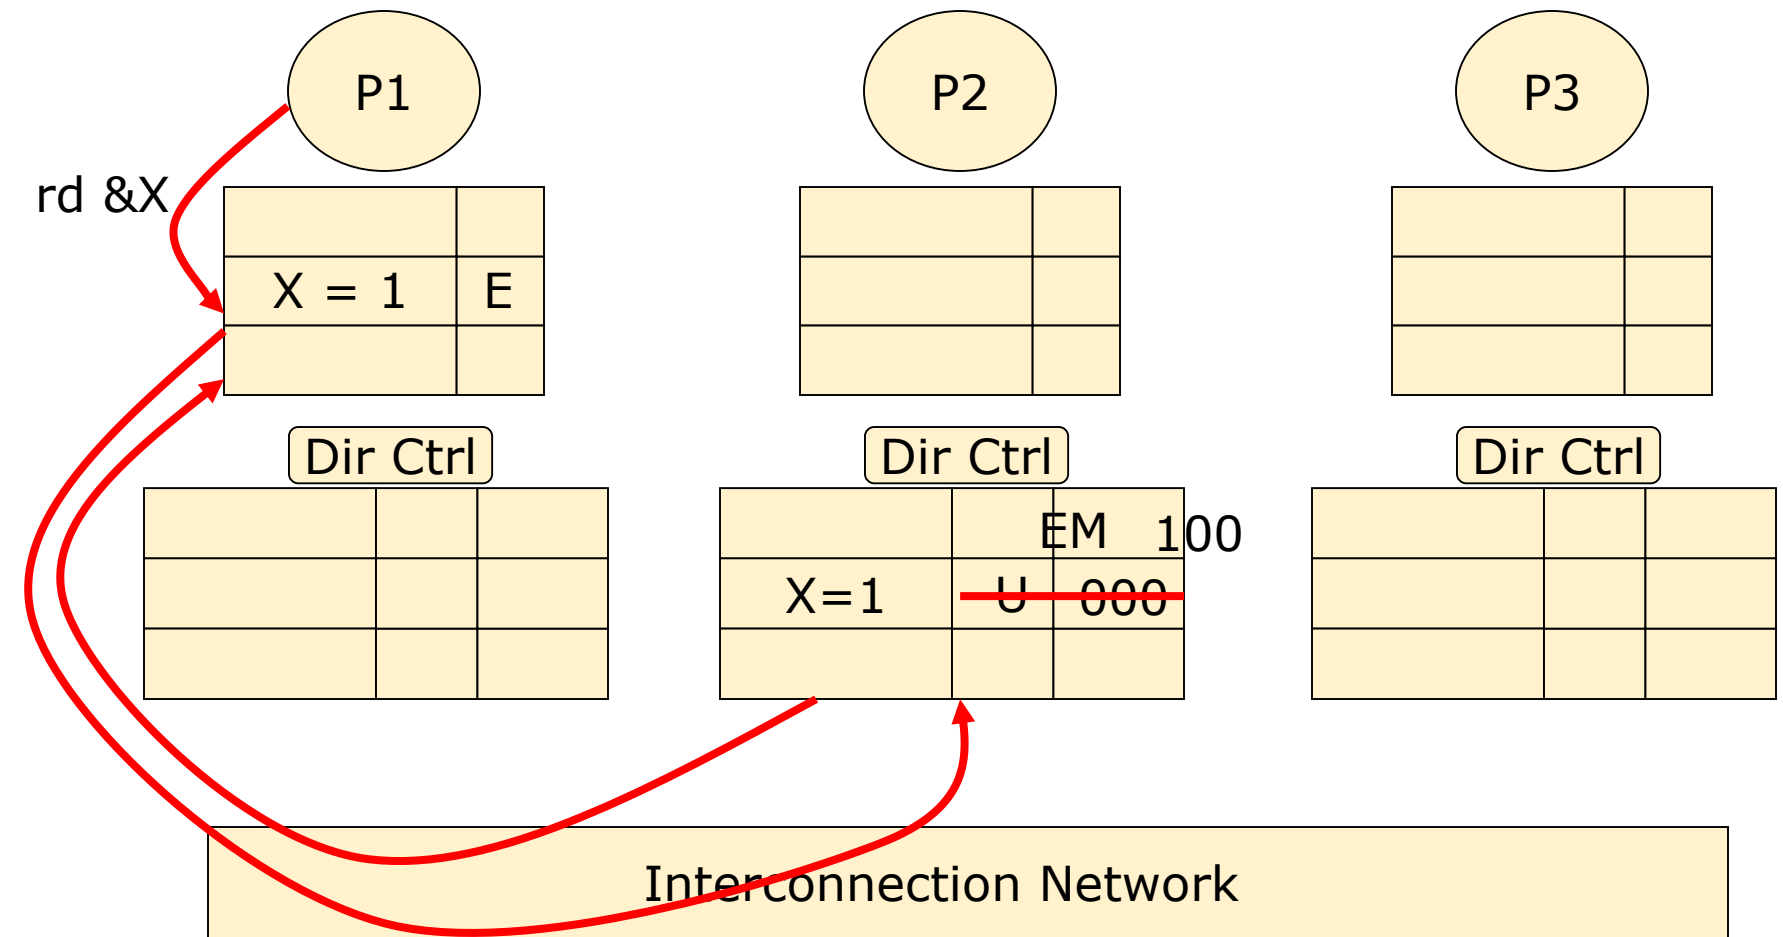 P1
P2
P3
rd &X
X = 1 E
Dir Ctrl
Dir Ctrl
Dir Ctrl
EM 100
X=1 U 000
Interconnection Network